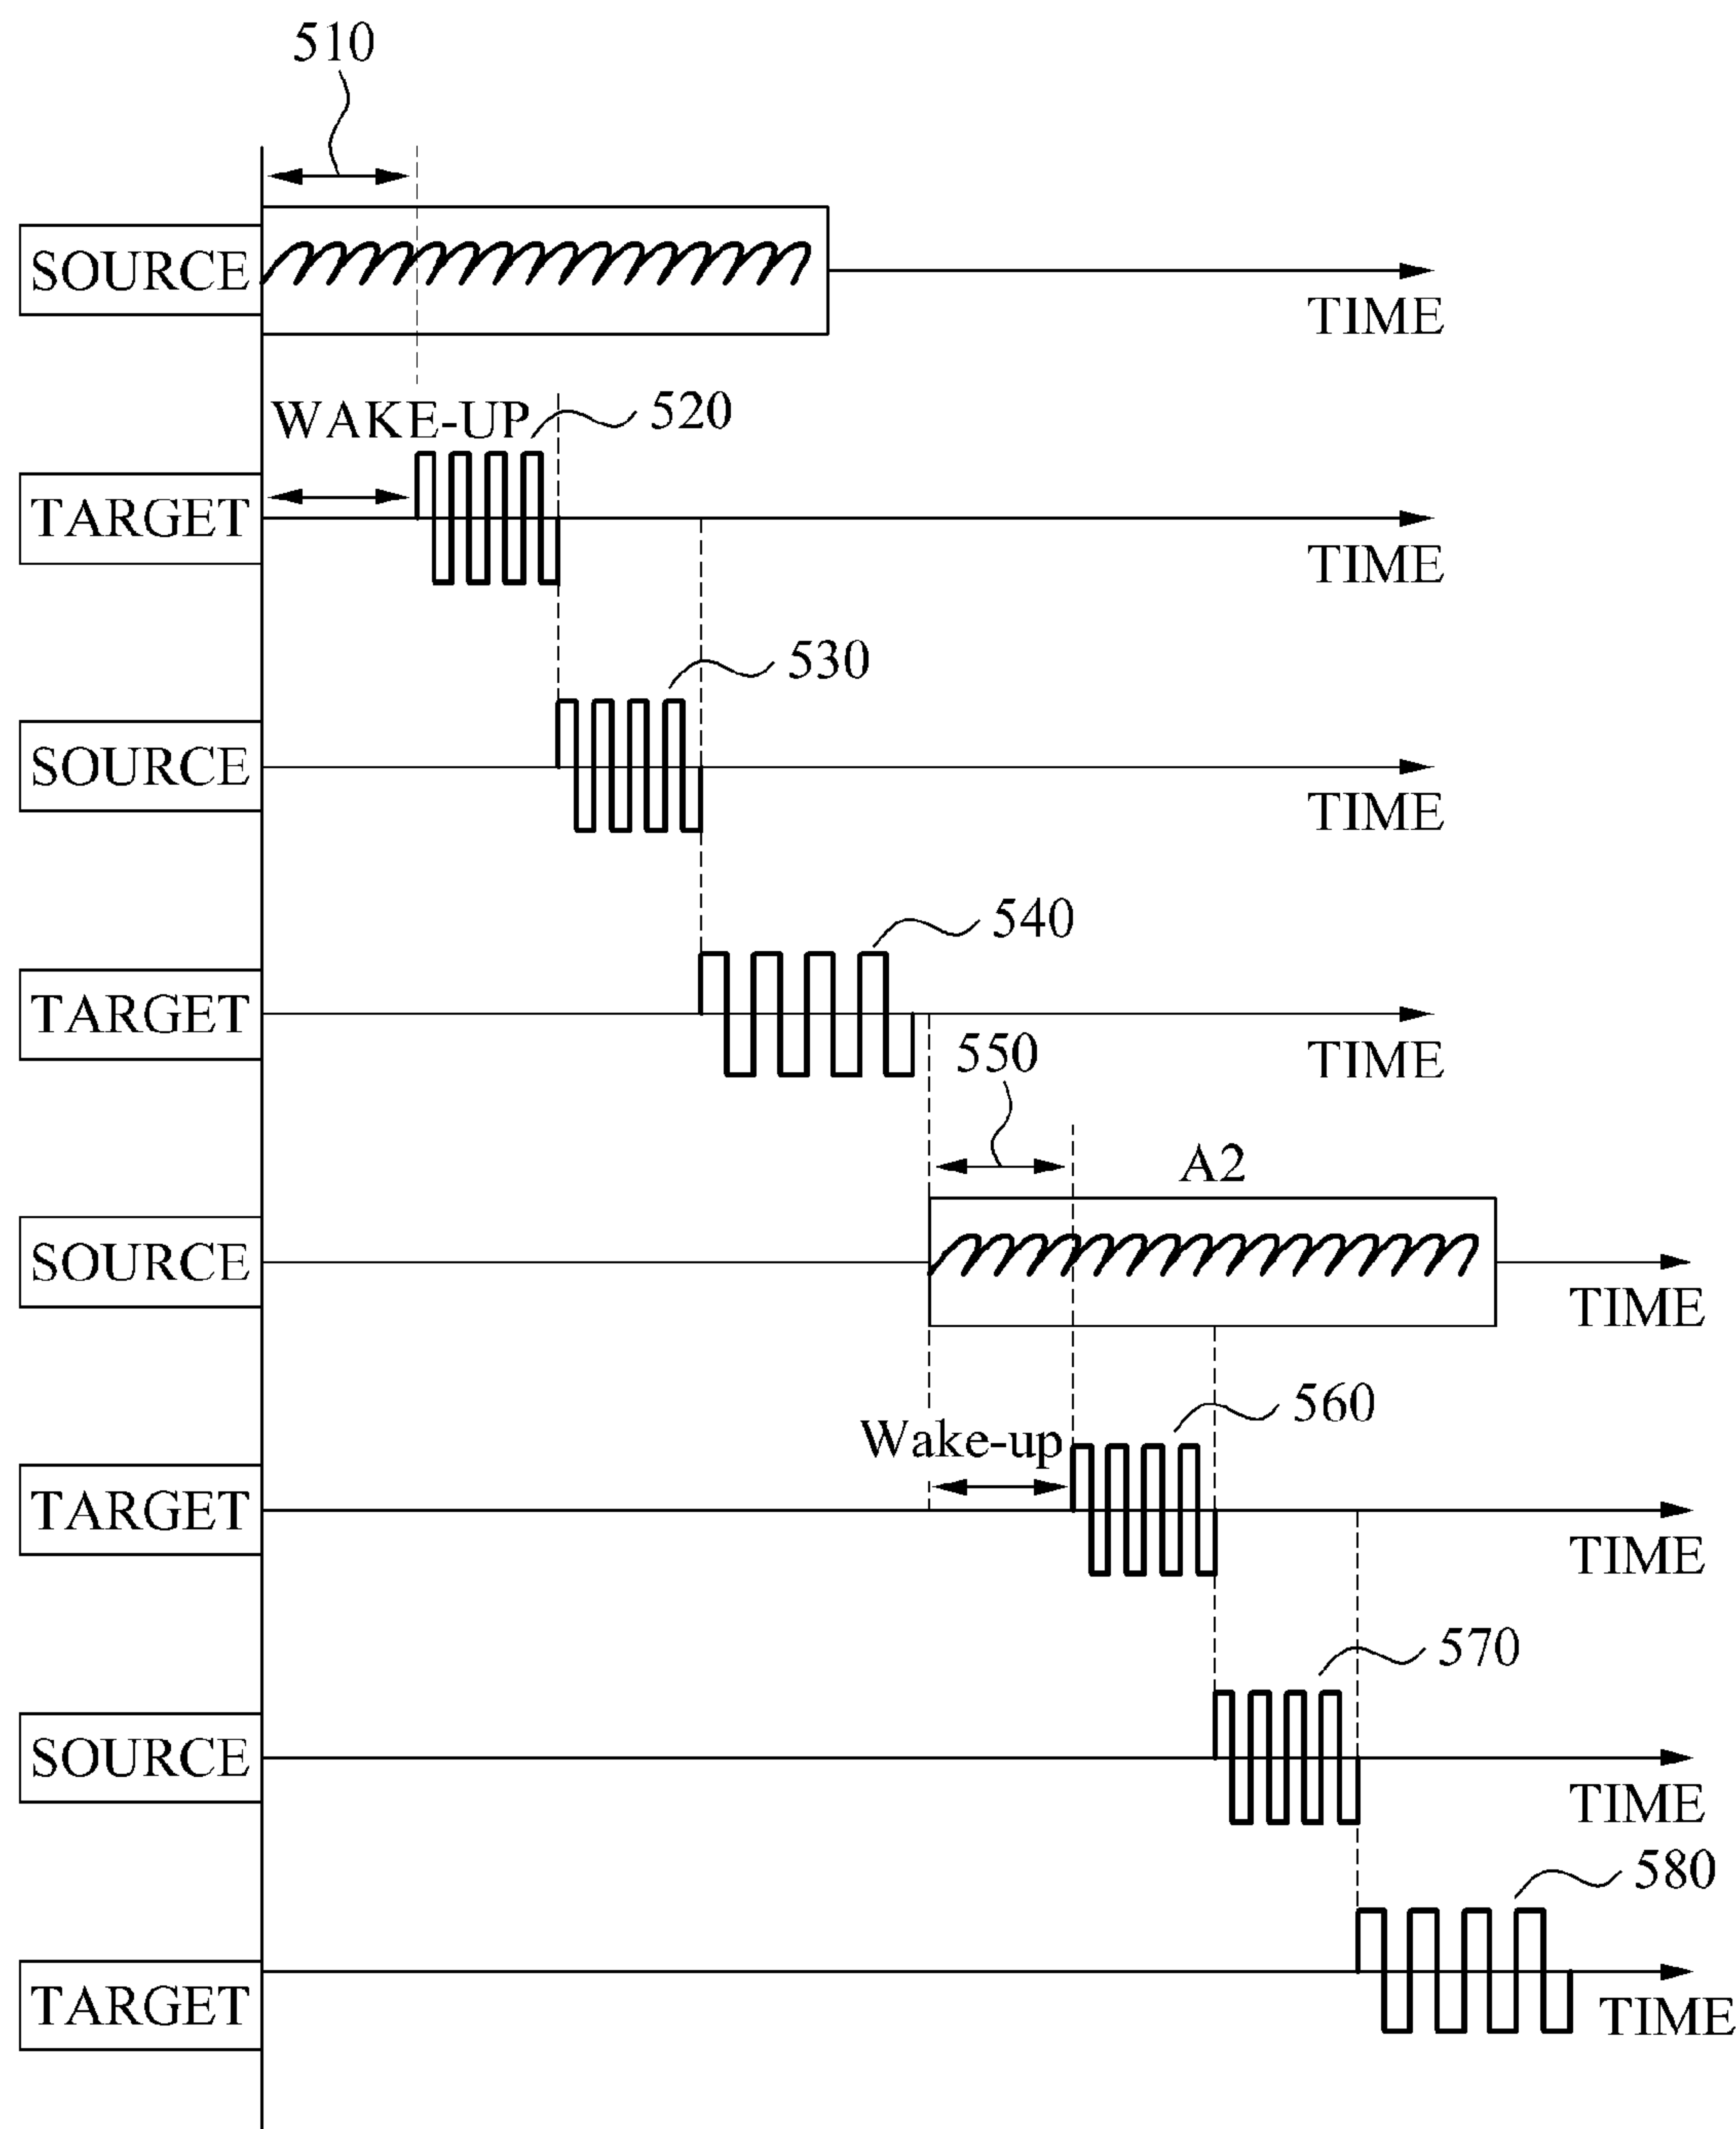 510
SOURCE
TIME
WAKE-UP
520
TARGET
TIME
530
SOURCE
TIME
540
TARGET
TIME
550
A2
SOURCE
TIME
560
Wake-up
TARGET
TIME
570
SOURCE
TIME
580
TARGET
TIME